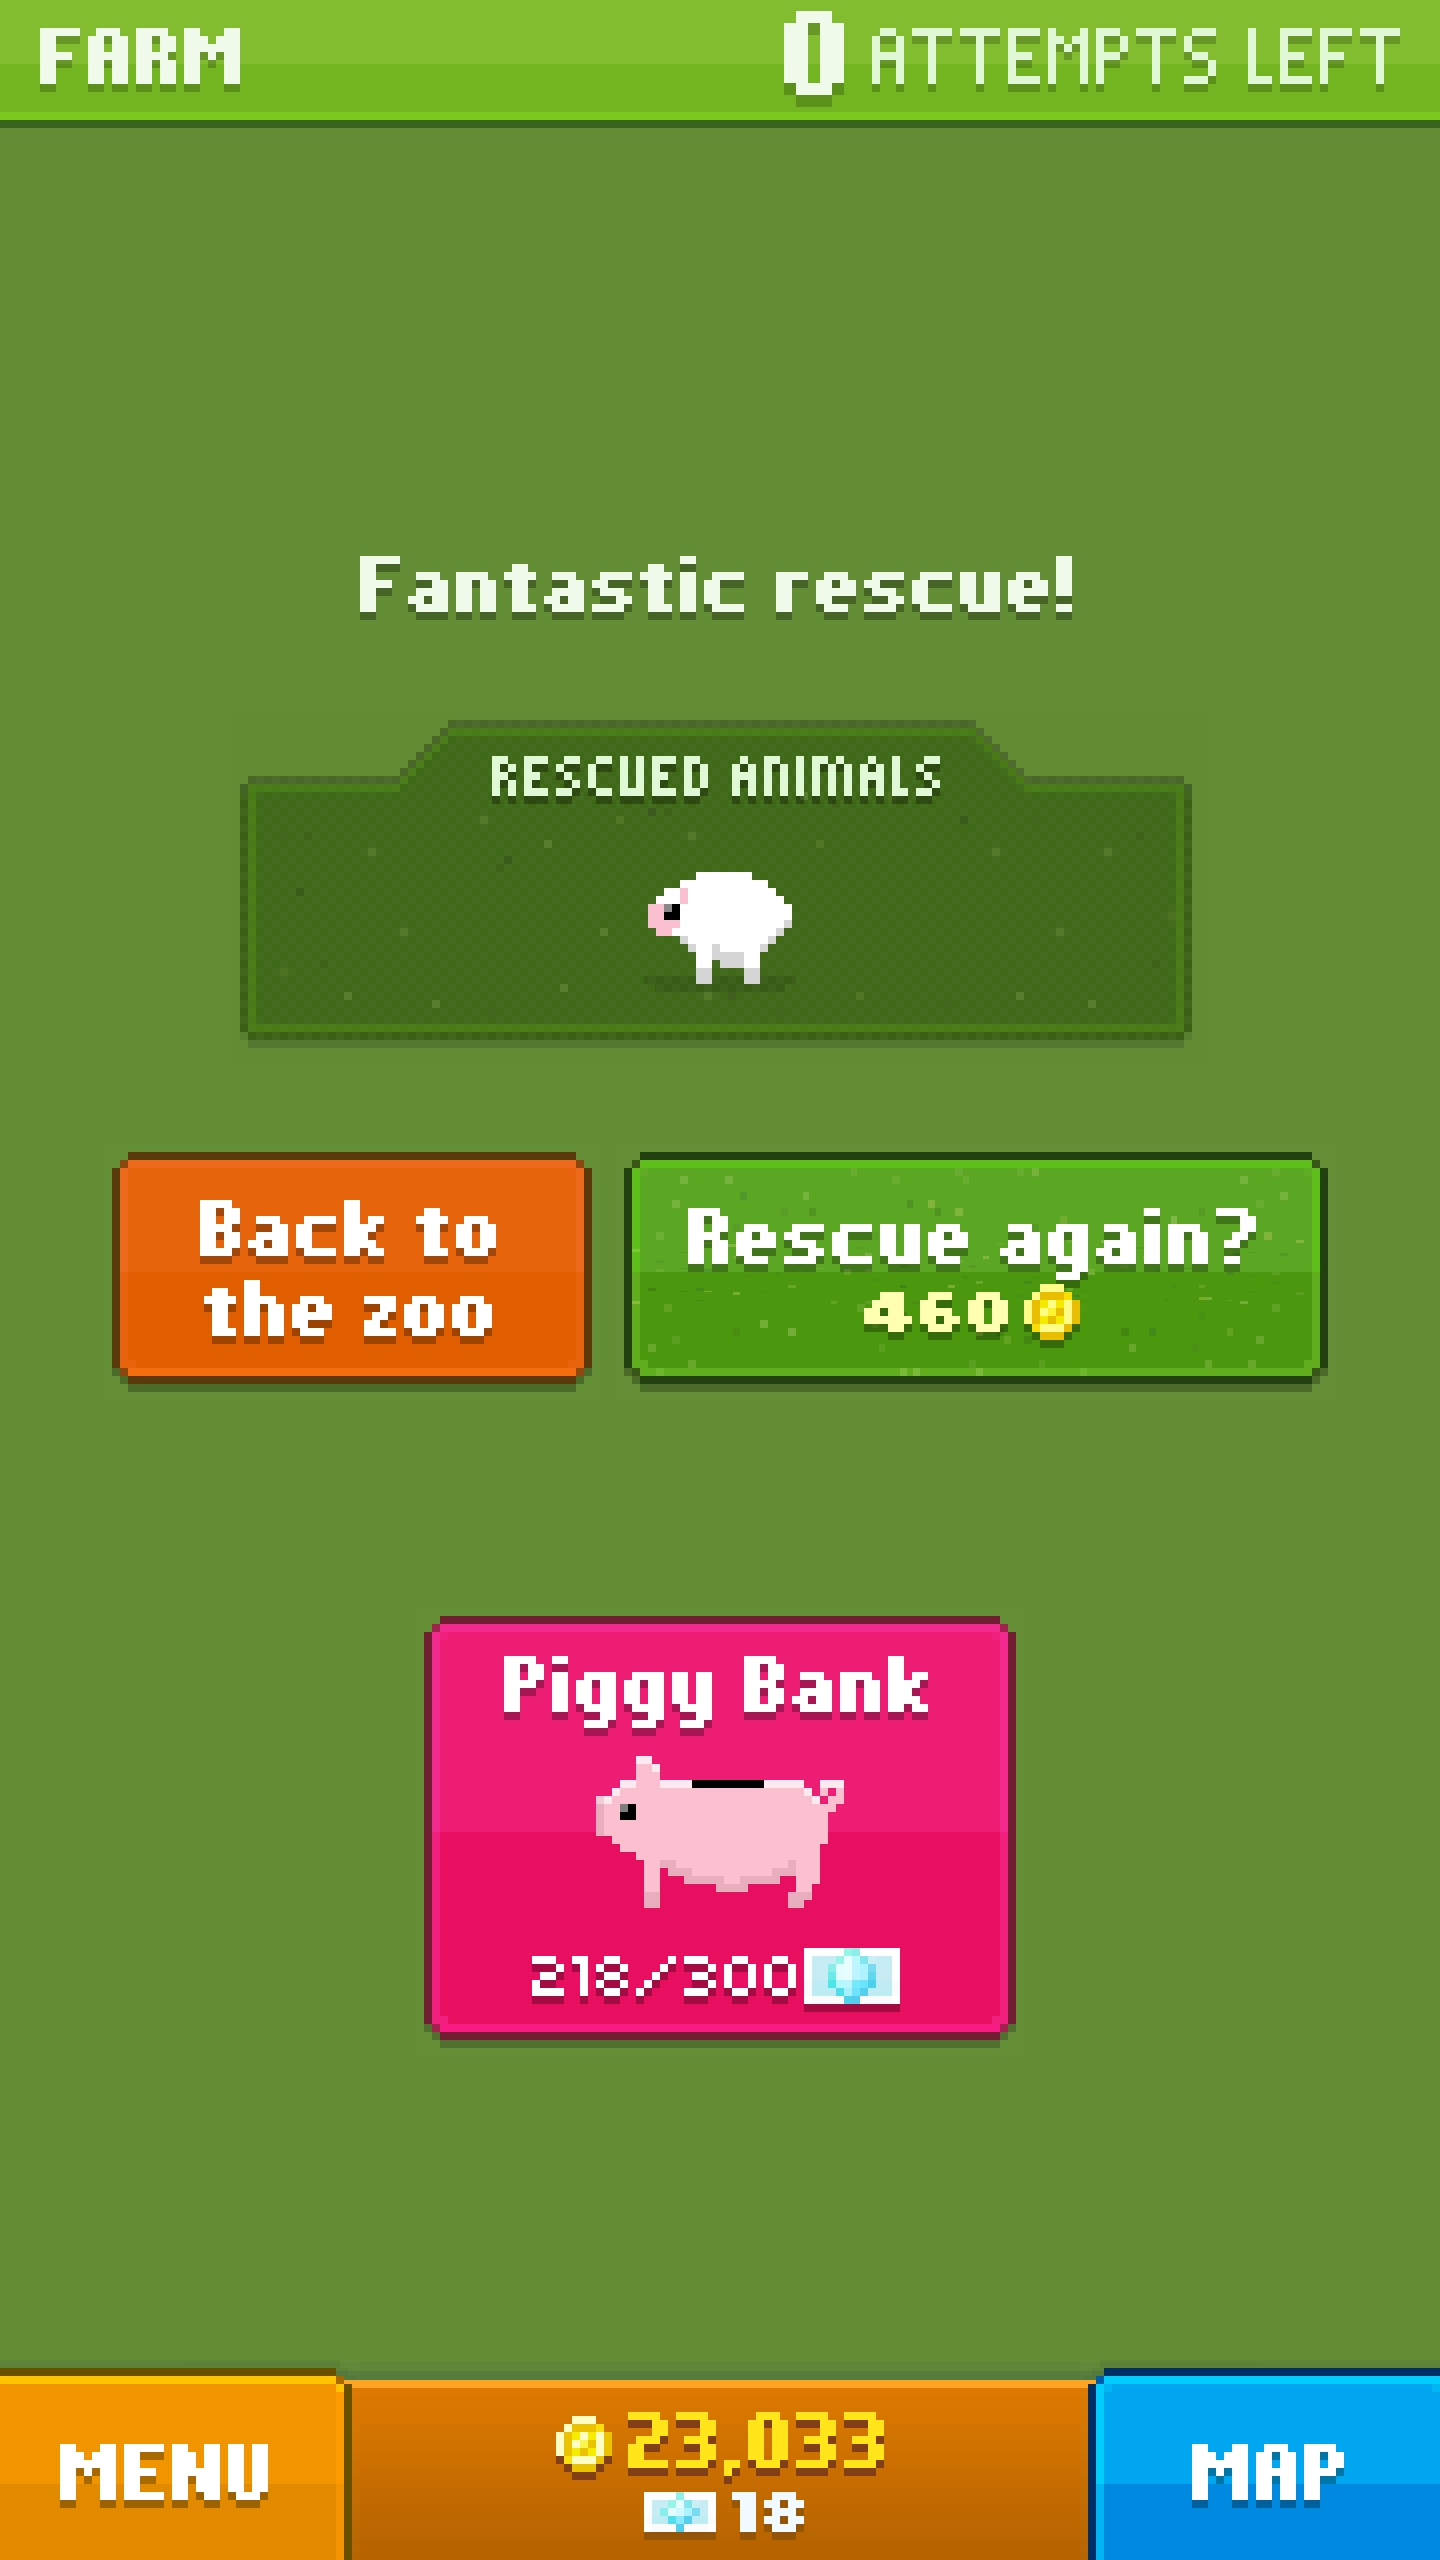 FARM
0 ATTEMPTS LEFT
Fantastic rescue!
RESCUED ANIMALS
Back to
the zoo
Rescue again?
460
Piggy Bank
218/300
MENU
23,033
18
MAP